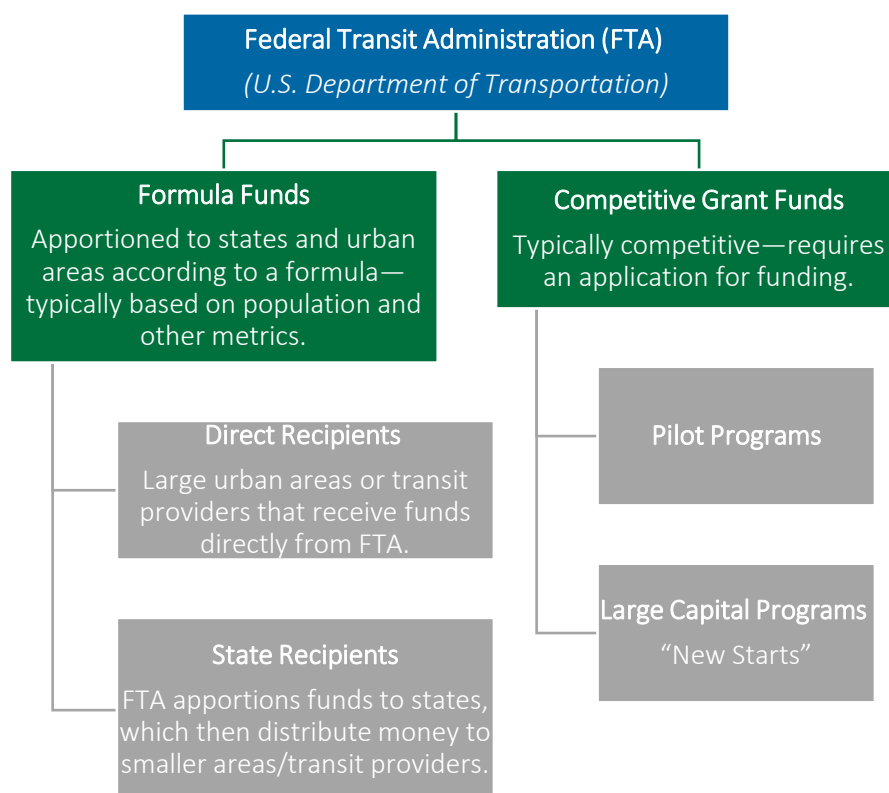 Federal Transit Administration (FTA)
(U.S. Department of Transportation)
Formula Funds
Apportioned to states and urban
areas according to a formula—
typically based on population and
other metrics.
Direct Recipients
Large urban areas or transit
providers that receive funds
directly from FTA.
State Recipients
FTA apportions funds to states,
which then distribute money to
smaller areas/transit providers.
Competitive Grant Funds
Typically competitive—requires
an application for funding.
Pilot Programs
Large Capital Programs
“New Starts”